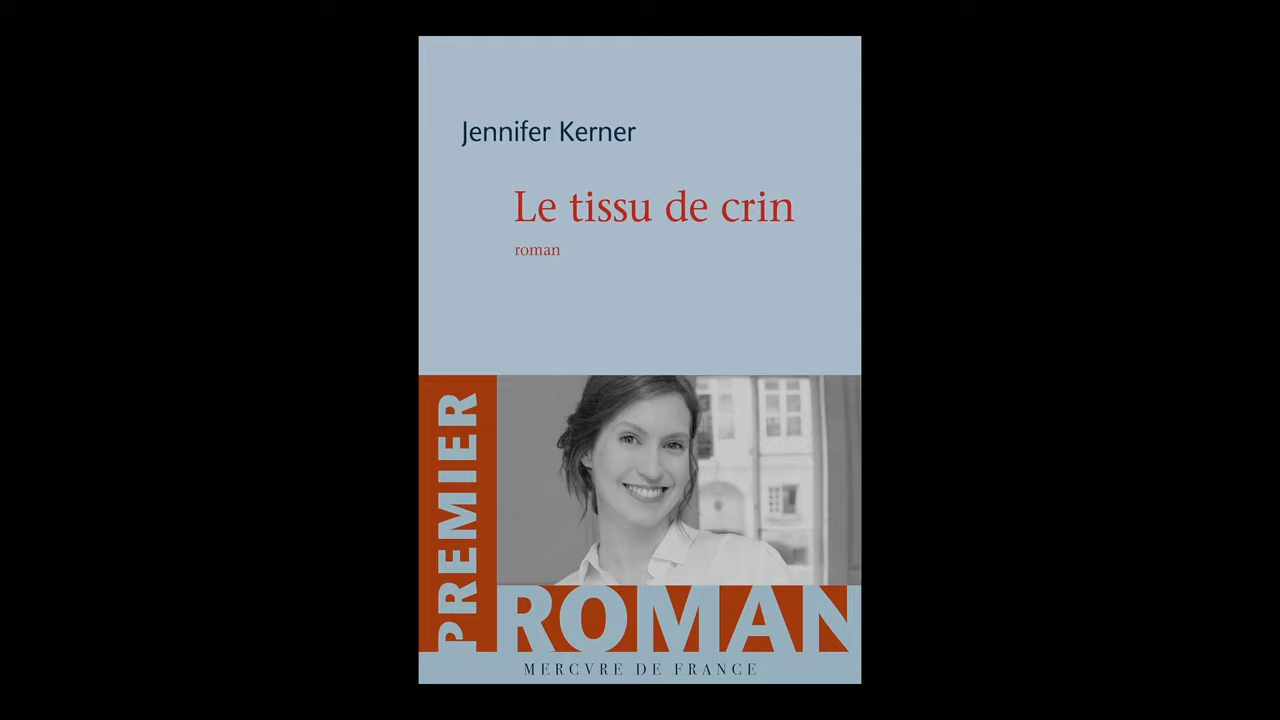 Jennifer Kerner
Le tissu de crin
roman
PREMIER
ROMAN
MERCVRE DE FRANCE